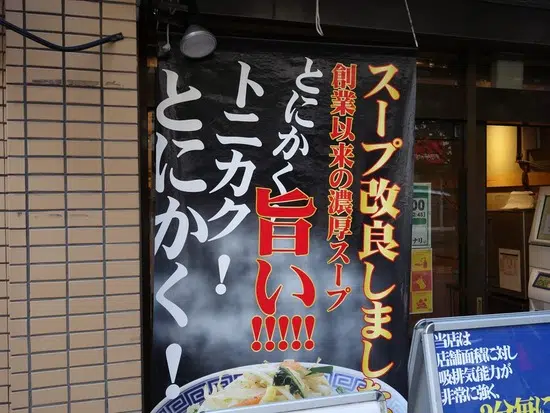 スープ改良しまし
創業以来の濃厚スープ
とにかく旨い!!!!!
トニカク！
とにかく！
当店は
店舗面積に対し
吸排気能力が
非常に強く、